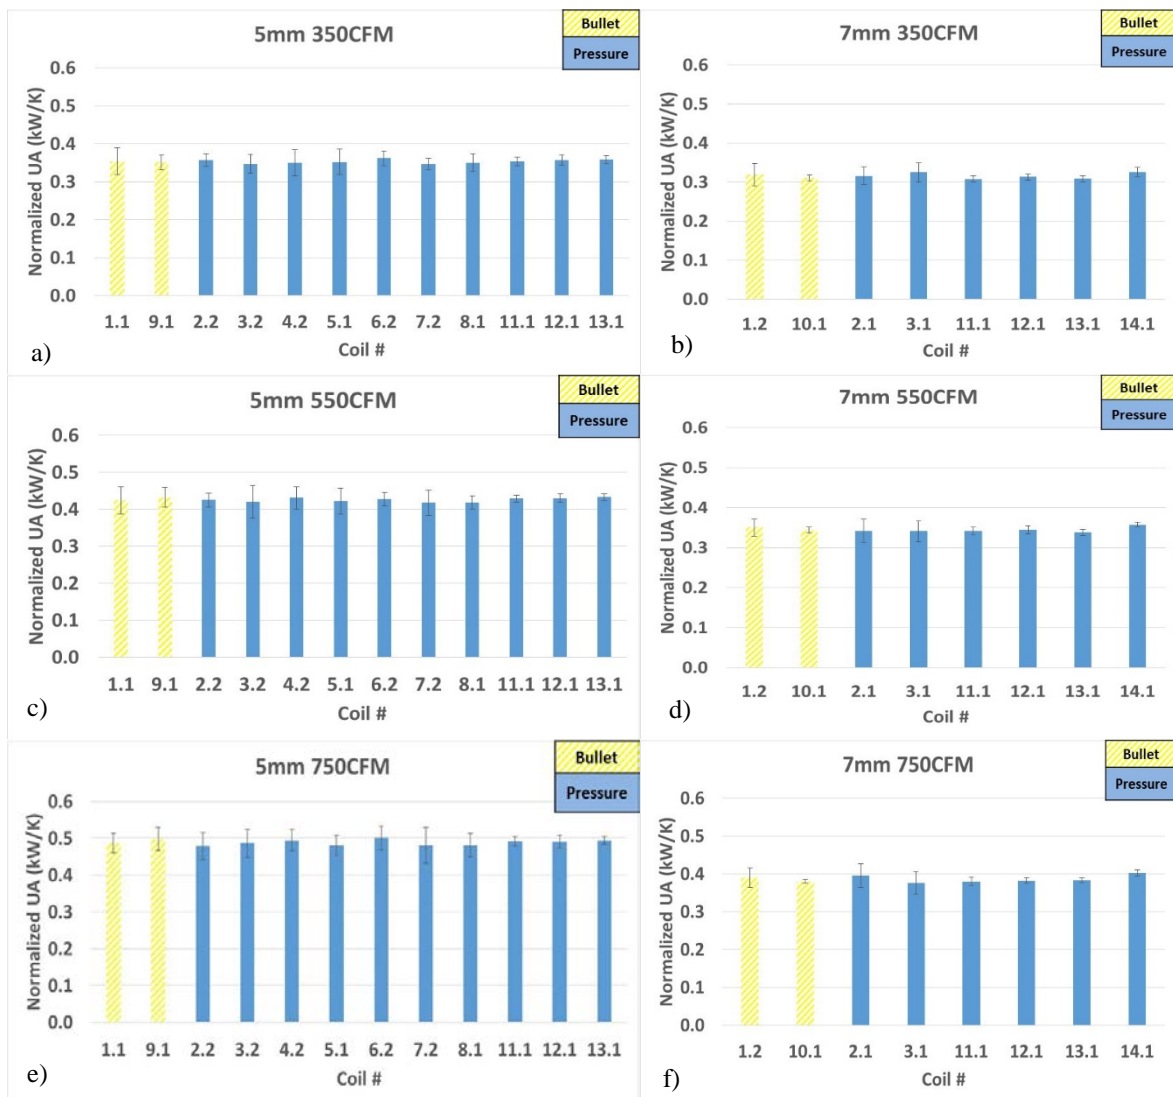 5mm 350CFM
Bullet
Pressure
Normalized UA (kW/K)
0.6
0.5
0.4
0.3
0.2
0.1
0.0
1.1 9.1 2.2 3.2 4.2 5.1 6.2 7.2 8.1 11.1 12.1 13.1
Coil #
a)
7mm 350CFM
Bullet
Pressure
Normalized UA (kW/K)
0.6
0.5
0.4
0.3
0.2
0.1
0.0
1.2 10.1 2.1 3.1 11.1 12.1 13.1 14.1
Coil #
b)
5mm 550CFM
Bullet
Pressure
Normalized UA (kW/K)
0.6
0.5
0.4
0.3
0.2
0.1
0.0
1.1 9.1 2.2 3.2 4.2 5.1 6.2 7.2 8.1 11.1 12.1 13.1
Coil #
c)
7mm 550CFM
Bullet
Pressure
Normalized UA (kW/K)
0.6
0.5
0.4
0.3
0.2
0.1
0.0
1.2 10.1 2.1 3.1 11.1 12.1 13.1 14.1
Coil #
d)
5mm 750CFM
Bullet
Pressure
Normalized UA (kW/K)
0.6
0.5
0.4
0.3
0.2
0.1
0.0
1.1 9.1 2.2 3.2 4.2 5.1 6.2 7.2 8.1 11.1 12.1 13.1
Coil #
e)
7mm 750CFM
Bullet
Pressure
Normalized UA (kW/K)
0.6
0.5
0.4
0.3
0.2
0.1
0.0
1.2 10.1 2.1 3.1 11.1 12.1 13.1 14.1
Coil #
f)